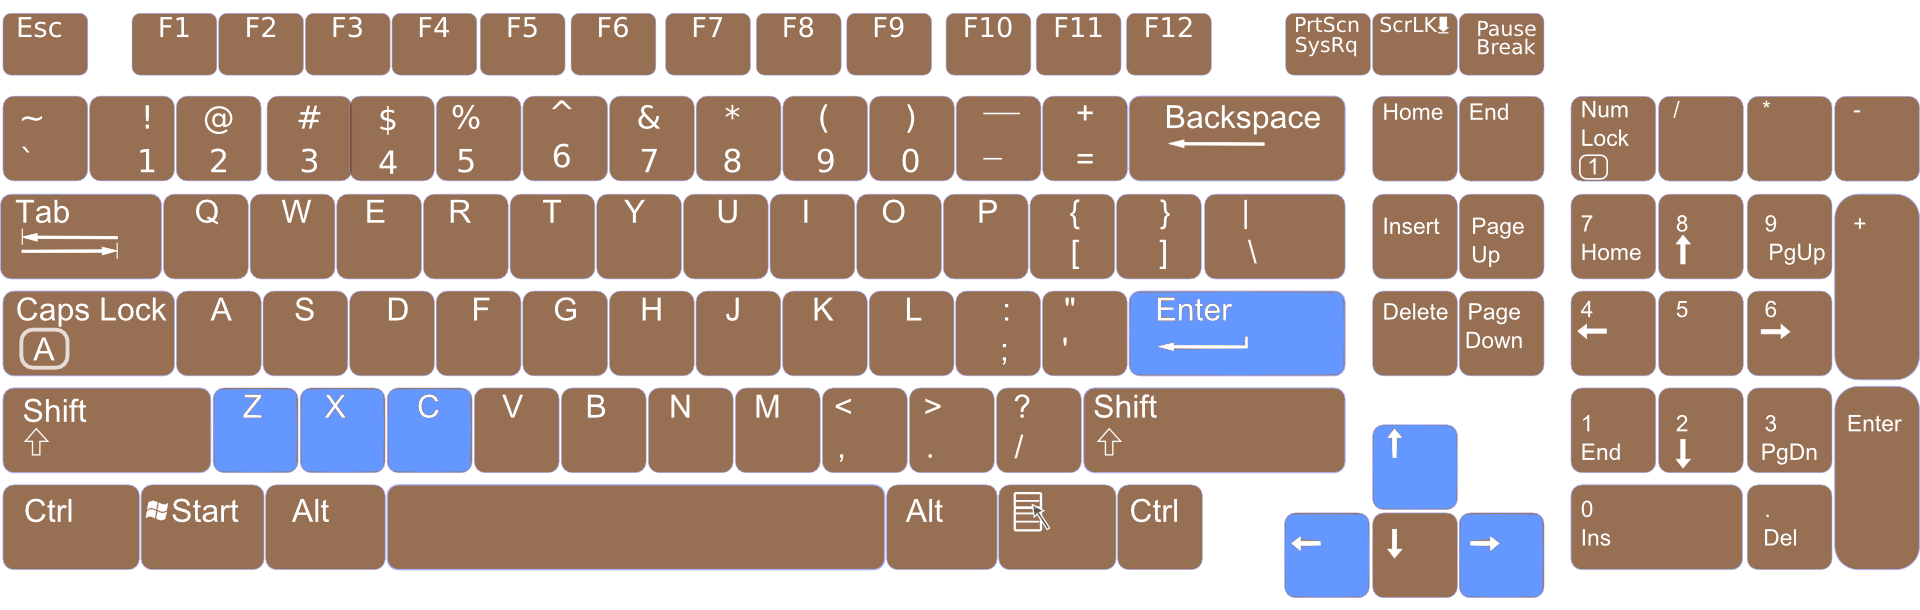 Esc F1 F2 F3 F4 F5 F6 F7 F8 F9 F10 F11 F12 PrtScn ScrLK Pause
SysRq Break
~ ! @ # $ % ^ & * ( ) — + Backspace Home End Num / * -
Lock
` 1 2 3 4 5 6 7 8 9 0 – = 1
Tab Q W E R T Y U I O P { } | Insert Page 7 8 9 +
[ ] \ Up Home PgUp
Caps Lock A S D F G H J K L : " Enter Delete Page 4 5 6
A ; ' Down
Shift Z X C V B N M < > ? Shift 1 2 3 Enter
, . / End PgDn
Ctrl Start Alt Alt Ctrl 0 .
Ins Del